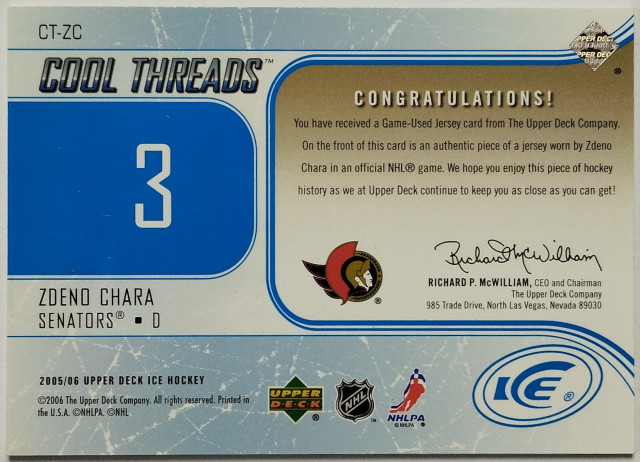 CT-ZC
COOL THREADS™
3
ZDENO CHARA
SENATORS® • D
CONGRATULATIONS!
You have received a Game-Used Jersey card from The Upper Deck Company.
On the front of this card is an authentic piece of a jersey worn by Zdeno
Chara in an official NHL® game. We hope you enjoy this piece of hockey
history as we at Upper Deck continue to keep you as close as you can get!
Richard P. McWilliam
RICHARD P. McWILLIAM, CEO and Chairman
The Upper Deck Company
985 Trade Drive, North Las Vegas, Nevada 89030
2005/06 UPPER DECK ICE HOCKEY
©2006 The Upper Deck Company. All rights reserved. Printed in
the U.S.A. ©NHLPA. ©NHL
UPPER
DECK
®
NHL
®
NHLPA
© NHLPA
ICE
®